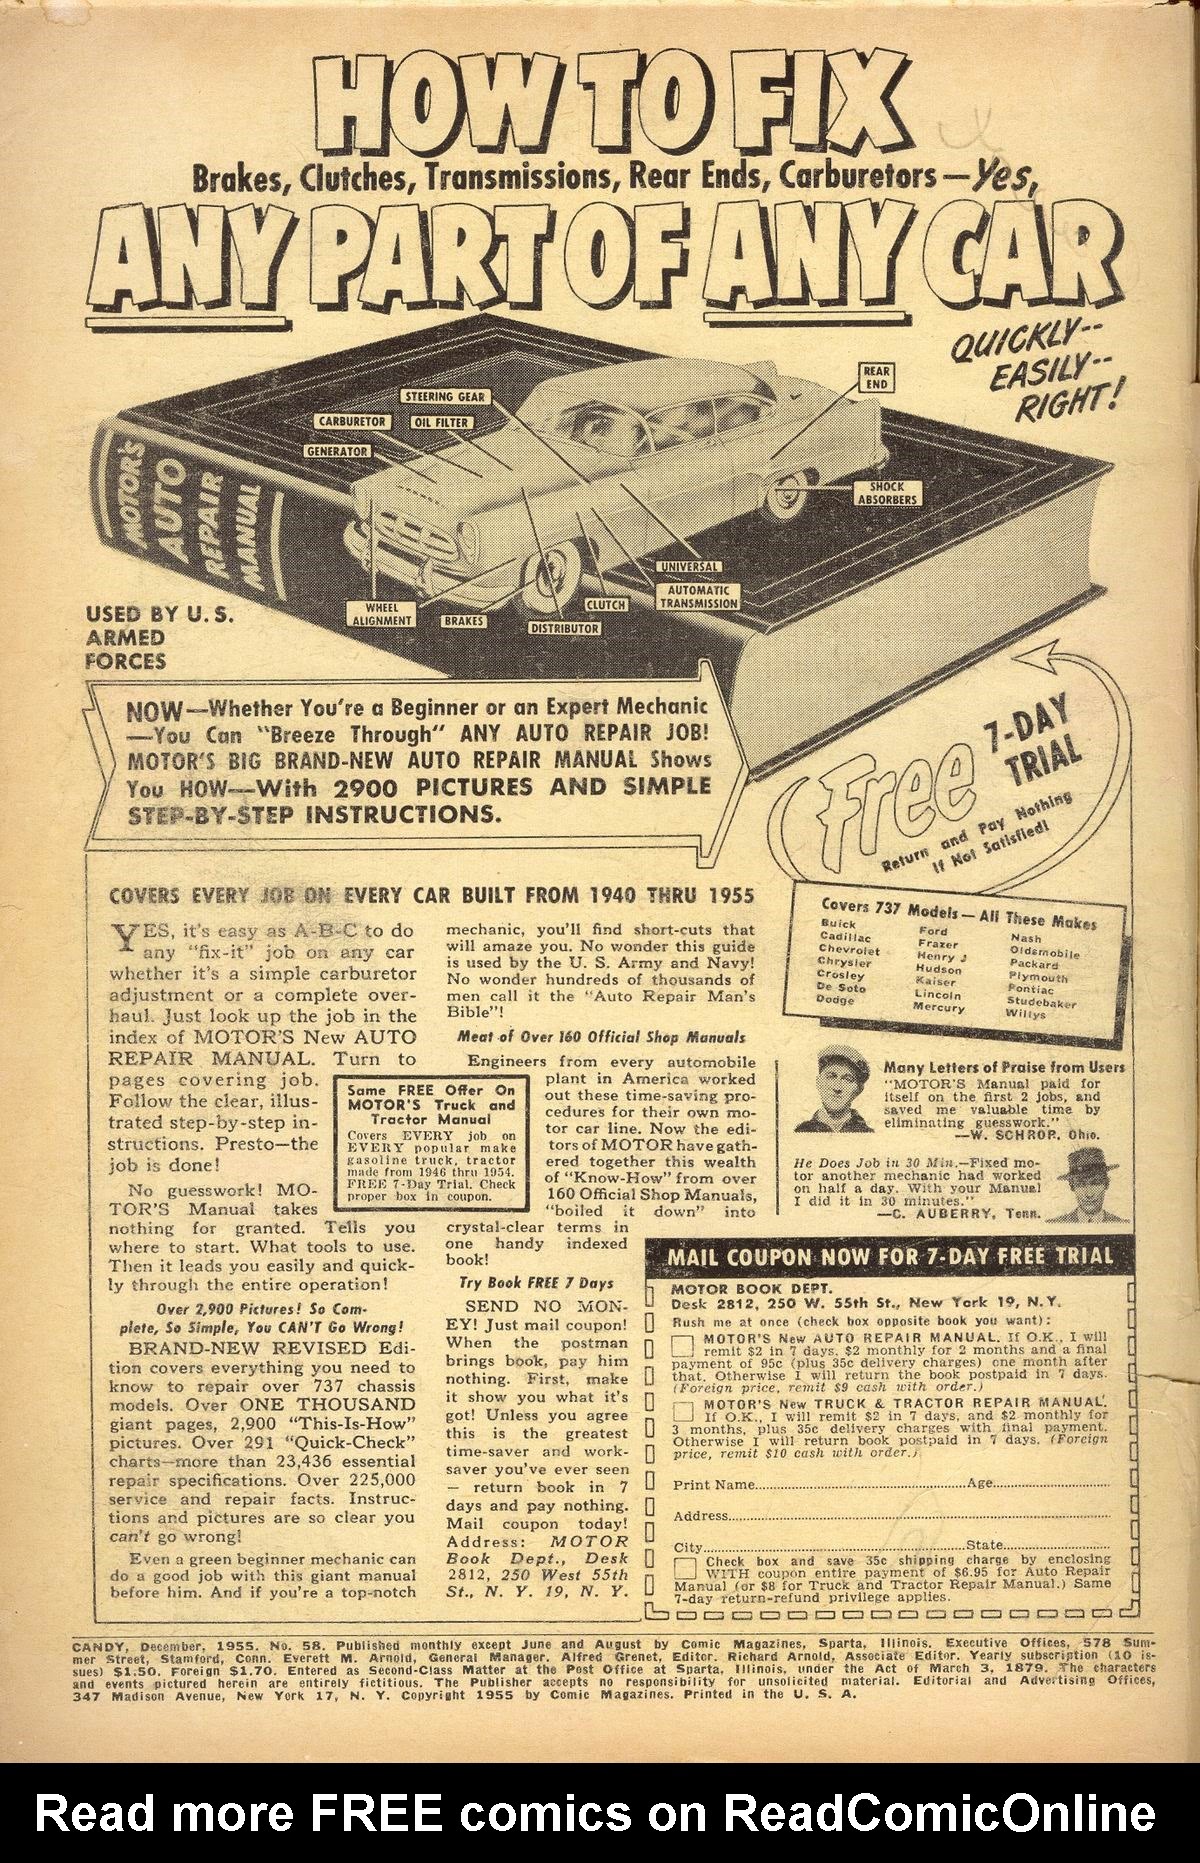 HOW TO FIX
Brakes, Clutches, Transmissions, Rear Ends, Carburetors—Yes,
ANY PART OF ANY CAR
QUICKLY--
EASILY--
RIGHT!
REAR
END
STEERING GEAR
CARBURETOR
OIL FILTER
GENERATOR
SHOCK
ABSORBERS
MOTOR'S
AUTO
REPAIR
MANUAL
UNIVERSAL
AUTOMATIC
TRANSMISSION
CLUTCH
WHEEL
ALIGNMENT
BRAKES
DISTRIBUTOR
USED BY U. S.
ARMED
FORCES
NOW—Whether You're a Beginner or an Expert Mechanic
—You Can "Breeze Through" ANY AUTO REPAIR JOB!
MOTOR'S BIG BRAND-NEW AUTO REPAIR MANUAL Shows
You HOW—With 2900 PICTURES AND SIMPLE
STEP-BY-STEP INSTRUCTIONS.
Free
7-DAY
TRIAL
Return and Pay Nothing
If Not Satisfied!
COVERS EVERY JOB ON EVERY CAR BUILT FROM 1940 THRU 1955
YES, it's easy as A-B-C to do
any "fix-it" job on any car
whether it's a simple carburetor
adjustment or a complete over-
haul. Just look up the job in the
index of MOTOR'S New AUTO
REPAIR MANUAL. Turn to
pages covering job.
Follow the clear, illus-
trated step-by-step in-
structions. Presto—the
job is done!
No guesswork! MO-
TOR'S Manual takes
nothing for granted. Tells you
where to start. What tools to use.
Then it leads you easily and quick-
ly through the entire operation!
Over 2,900 Pictures! So Com-
plete, So Simple, You CAN'T Go Wrong!
BRAND-NEW REVISED Edi-
tion covers everything you need to
know to repair over 737 chassis
models. Over ONE THOUSAND
giant pages, 2,900 "This-Is-How"
pictures. Over 291 "Quick-Check"
charts—more than 23,436 essential
repair specifications. Over 225,000
service and repair facts. Instruc-
tions and pictures are so clear you
can't go wrong!
Even a green beginner mechanic can
do a good job with this giant manual
before him. And if you're a top-notch
mechanic, you'll find short-cuts that
will amaze you. No wonder this guide
is used by the U. S. Army and Navy!
No wonder hundreds of thousands of
men call it the "Auto Repair Man's
Bible"!
Meat of Over 160 Official Shop Manuals
Engineers from every automobile
plant in America worked
out these time-saving pro-
cedures for their own mo-
tor car line. Now the edi-
tors of MOTOR have gath-
ered together this wealth
of "Know-How" from over
160 Official Shop Manuals,
"boiled it down" into
crystal-clear terms in
one handy indexed
book!
Try Book FREE 7 Days
SEND NO MON-
EY! Just mail coupon!
When the postman
brings book, pay him
nothing. First, make
it show you what it's
got! Unless you agree
this is the greatest
time-saver and work-
saver you've ever seen
— return book in 7
days and pay nothing.
Mail coupon today!
Address: MOTOR
Book Dept., Desk
2812, 250 West 55th
St., N. Y. 19, N. Y.
Same FREE Offer On
MOTOR'S Truck and
Tractor Manual
Covers EVERY job on
EVERY popular make
gasoline truck, tractor
made from 1946 thru 1954.
FREE 7-Day Trial. Check
proper box in coupon.
Covers 737 Models—All These Makes
Buick
Cadillac
Chevrolet
Chrysler
Crosley
De Soto
Dodge
Ford
Frazer
Henry J
Hudson
Kaiser
Lincoln
Mercury
Nash
Oldsmobile
Packard
Plymouth
Pontiac
Studebaker
Willys
Many Letters of Praise from Users
"MOTOR'S Manual paid for
itself on the first 2 jobs, and
saved me valuable time by
eliminating guesswork."
—W. SCHROP, Ohio.
He Does Job in 30 Min.—Fixed mo-
tor another mechanic had worked
on half a day. With your Manual
I did it in 30 minutes."
—C. AUBERRY, Tenn.
MAIL COUPON NOW FOR 7-DAY FREE TRIAL
MOTOR BOOK DEPT.
Desk 2812, 250 W. 55th St., New York 19, N.Y.
Rush me at once (check box opposite book you want):
MOTOR'S New AUTO REPAIR MANUAL. If O.K., I will
remit $2 in 7 days, $2 monthly for 2 months and a final
payment of 95c (plus 35c delivery charges) one month after
that. Otherwise I will return the book postpaid in 7 days.
(Foreign price, remit $9 cash with order.)
MOTOR'S New TRUCK & TRACTOR REPAIR MANUAL.
If O.K., I will remit $2 in 7 days, and $2 monthly for
3 months, plus 35c delivery charges with final payment.
Otherwise I will return book postpaid in 7 days. (Foreign
price, remit $10 cash with order.)
Print Name....................Age....................
Address....................
City....................State....................
Check box and save 35c shipping charge by enclosing
WITH coupon entire payment of $6.95 for Auto Repair
Manual (or $8 for Truck and Tractor Repair Manual.) Same
7-day return-refund privilege applies.
CANDY, December, 1955. No. 58. Published monthly except June and August by Comic Magazines, Sparta, Illinois. Executive Offices, 578 Sum-
mer Street, Stamford, Conn. Everett M. Arnold, General Manager. Alfred Grenet, Editor. Richard Arnold, Associate Editor. Yearly subscription (10 is-
sues) $1.50. Foreign $1.70. Entered as Second-Class Matter at the Post Office at Sparta, Illinois, under the Act of March 3, 1879. The characters
and events pictured herein are entirely fictitious. The Publisher accepts no responsibility for unsolicited material. Editorial and Advertising Offices,
347 Madison Avenue, New York 17, N. Y. Copyright 1955 by Comic Magazines. Printed in the U. S. A.
Read more FREE comics on ReadComicOnline